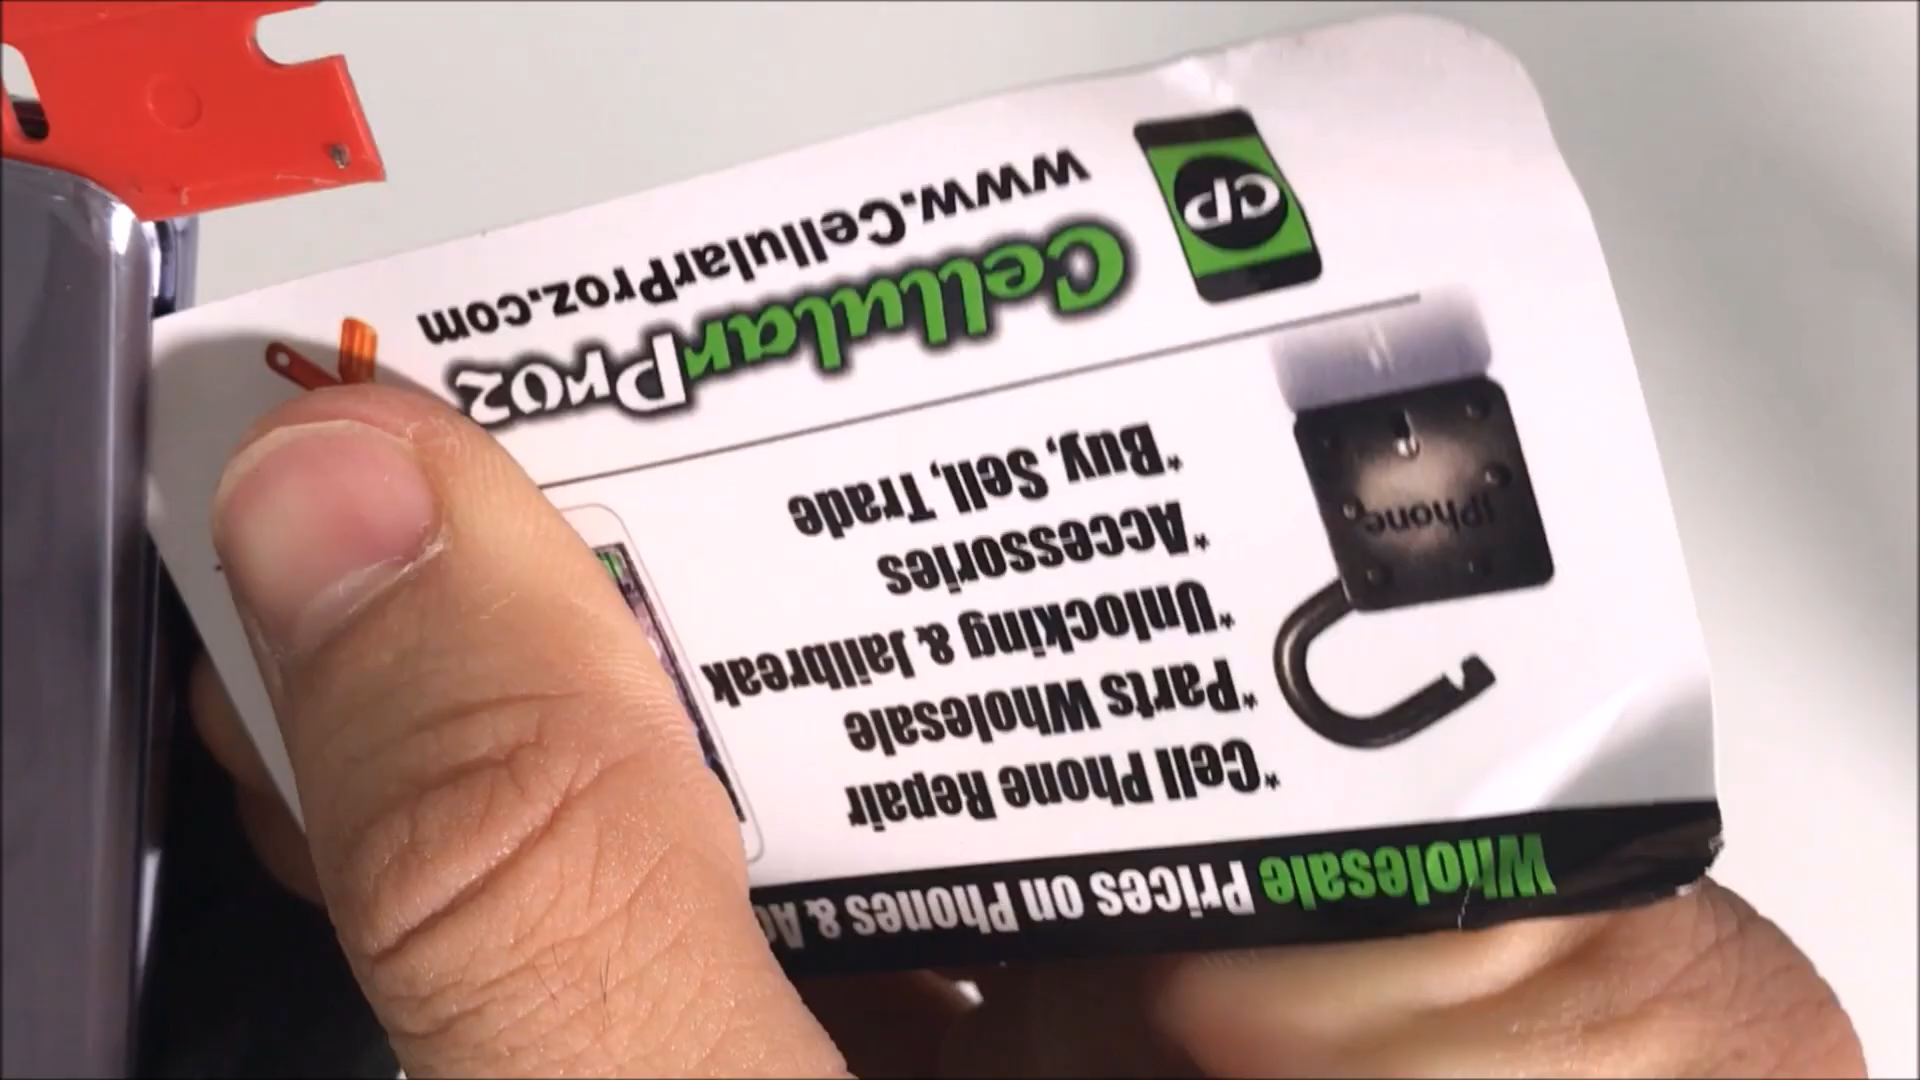 Wholesale Prices on Phones &
*Cell Phone Repair
*Parts Wholesale
*Unlocking & Jailbreak
*Accessories
*Buy, Sell, Trade
iPhone
CellularProz
www.CellularProz.com
CP